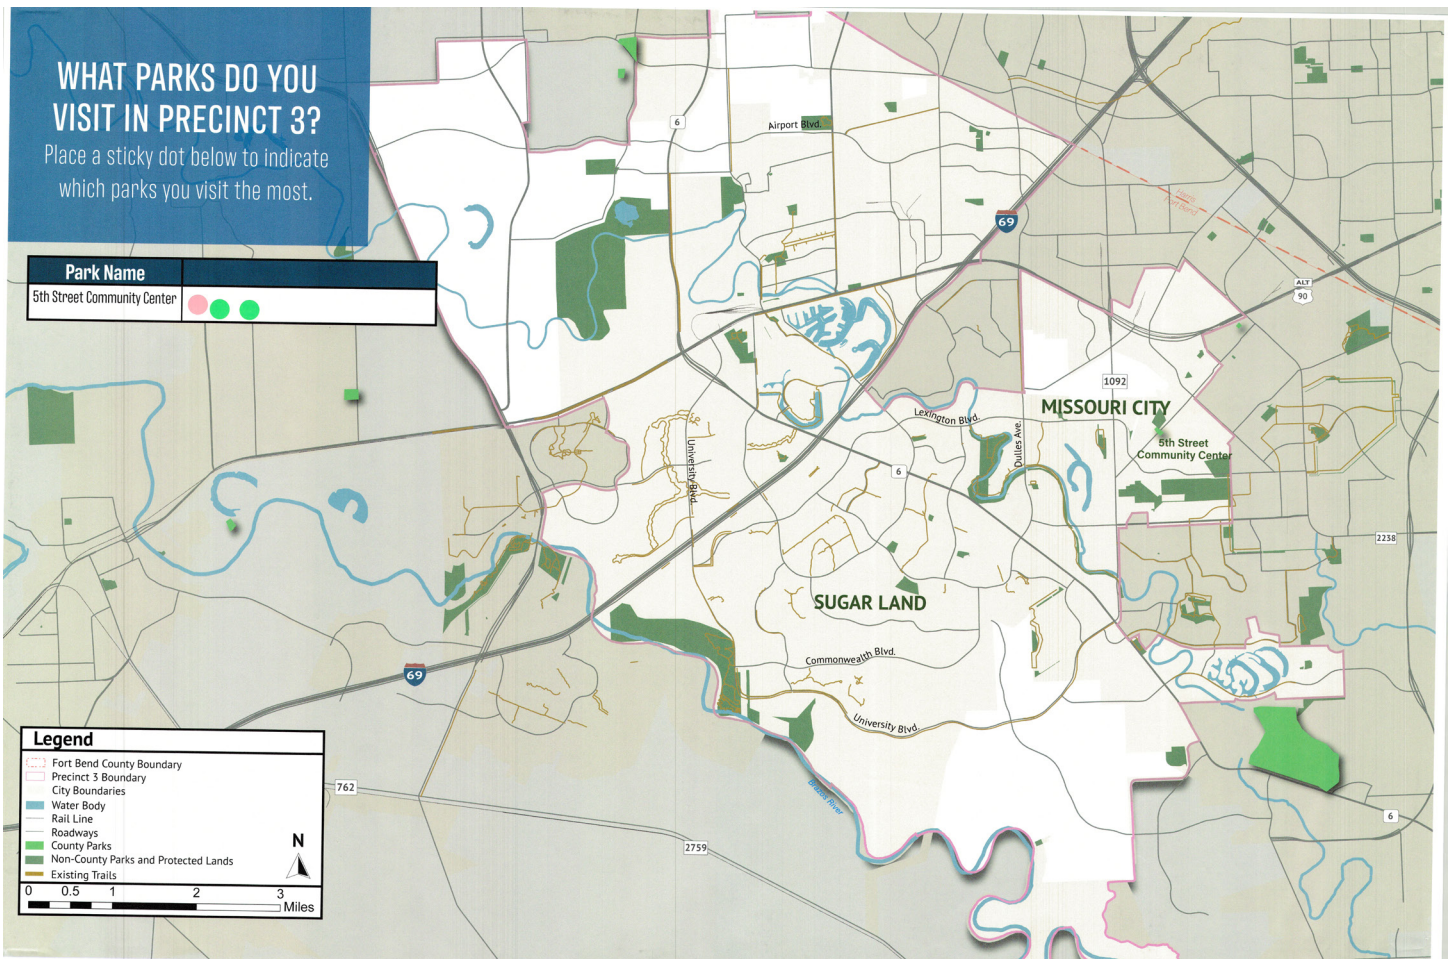 WHAT PARKS DO YOU
VISIT IN PRECINCT 3?
Place a sticky dot below to indicate
which parks you visit the most.
Park Name
5th Street Community Center
6
Airport Blvd.
69
Harris
Fort Bend
ALT
90
1092
MISSOURI CITY
Lexington Blvd.
Dulles Ave.
5th Street
Community Center
University Blvd.
6
2238
SUGAR LAND
Commonwealth Blvd.
69
University Blvd.
Brazos River
762
2759
6
Legend
Fort Bend County Boundary
Precinct 3 Boundary
City Boundaries
Water Body
Rail Line
Roadways
County Parks
Non-County Parks and Protected Lands
Existing Trails
N
0 0.5 1 2 3
Miles